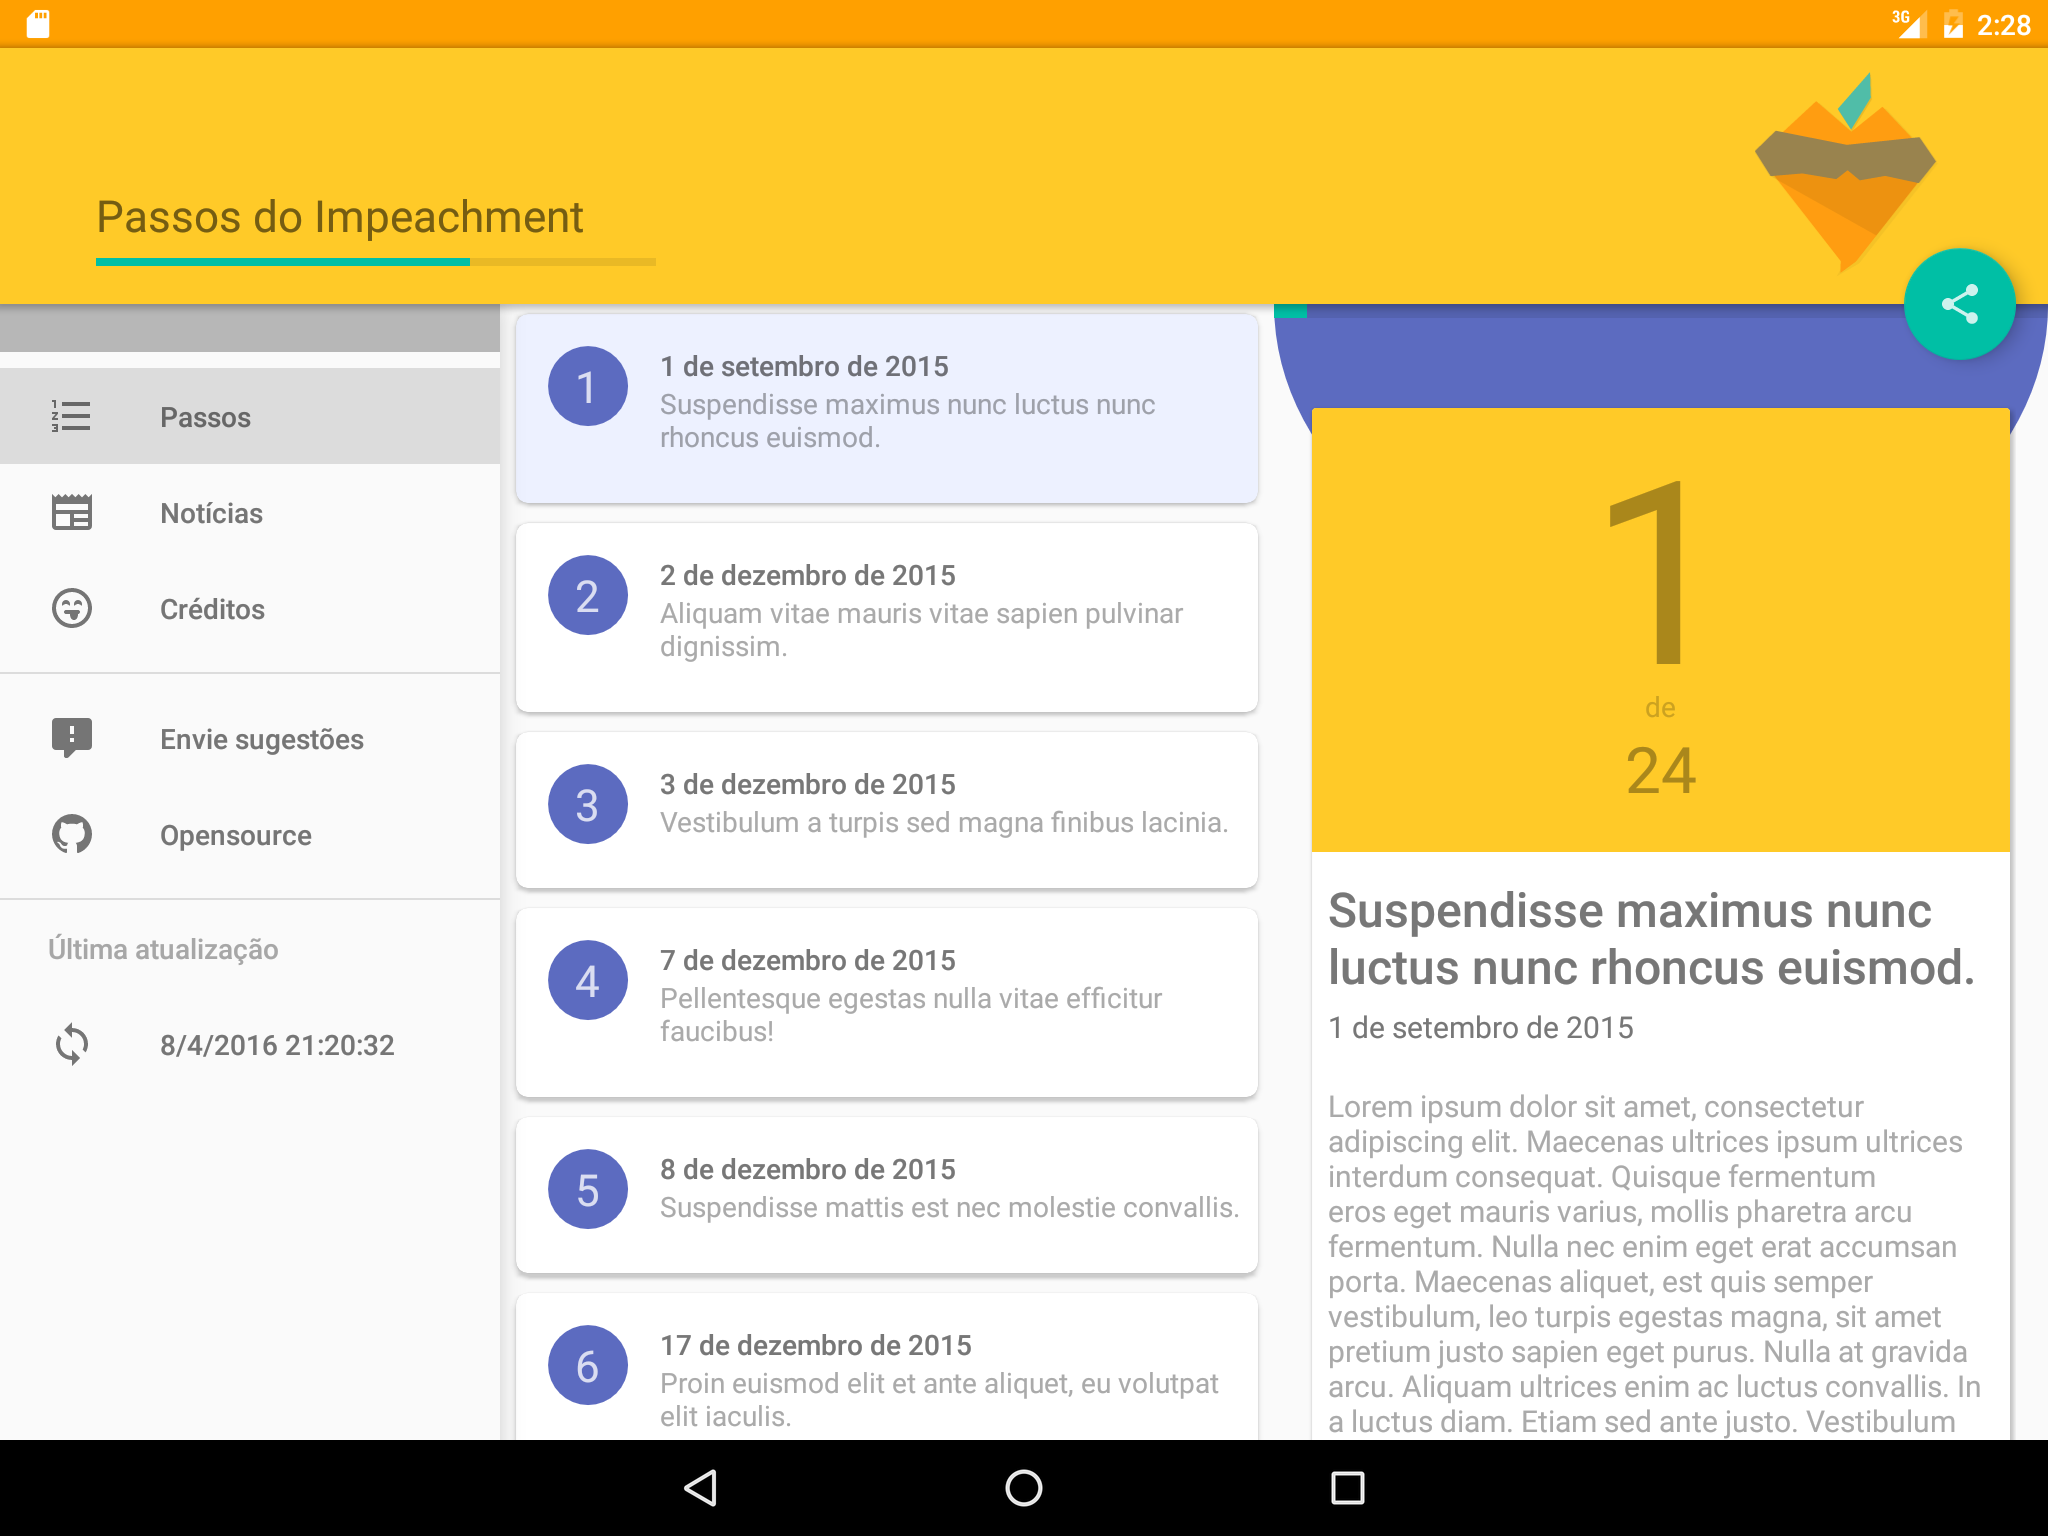 3G 2:28
Passos do Impeachment
Passos
Notícias
Créditos
Envie sugestões
Opensource
Última atualização
8/4/2016 21:20:32
1
1 de setembro de 2015
Suspendisse maximus nunc luctus nunc
rhoncus euismod.
2
2 de dezembro de 2015
Aliquam vitae mauris vitae sapien pulvinar
dignissim.
3
3 de dezembro de 2015
Vestibulum a turpis sed magna finibus lacinia.
4
7 de dezembro de 2015
Pellentesque egestas nulla vitae efficitur
faucibus!
5
8 de dezembro de 2015
Suspendisse mattis est nec molestie convallis.
6
17 de dezembro de 2015
Proin euismod elit et ante aliquet, eu volutpat
elit iaculis.
1
de
24
Suspendisse maximus nunc
luctus nunc rhoncus euismod.
1 de setembro de 2015
Lorem ipsum dolor sit amet, consectetur
adipiscing elit. Maecenas ultrices ipsum ultrices
interdum consequat. Quisque fermentum
eros eget mauris varius, mollis pharetra arcu
fermentum. Nulla nec enim eget erat accumsan
porta. Maecenas aliquet, est quis semper
vestibulum, leo turpis egestas magna, sit amet
pretium justo sapien eget purus. Nulla at gravida
arcu. Aliquam ultrices enim ac luctus convallis. In
a luctus diam. Etiam sed ante justo. Vestibulum